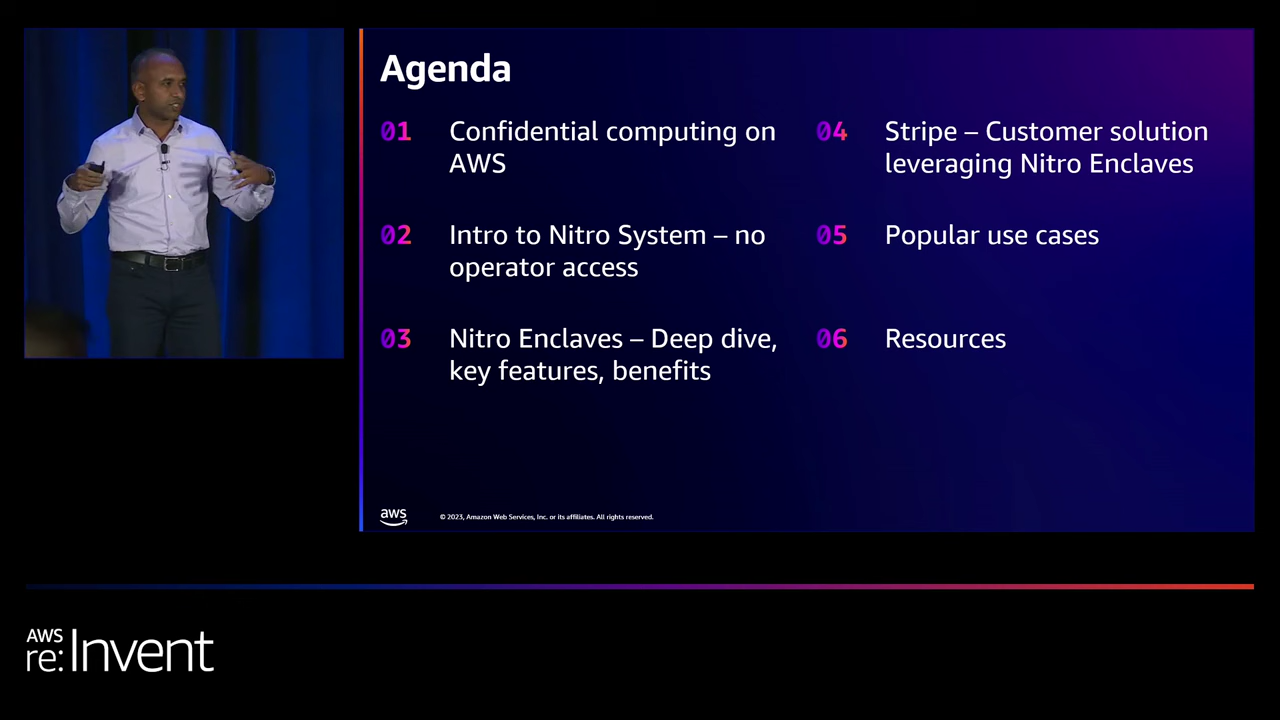 Agenda
01
Confidential computing on
AWS
02
Intro to Nitro System – no
operator access
03
Nitro Enclaves – Deep dive,
key features, benefits
04
Stripe – Customer solution
leveraging Nitro Enclaves
05
Popular use cases
06
Resources
aws
© 2023, Amazon Web Services, Inc. or its affiliates. All rights reserved.
AWS
re:Invent